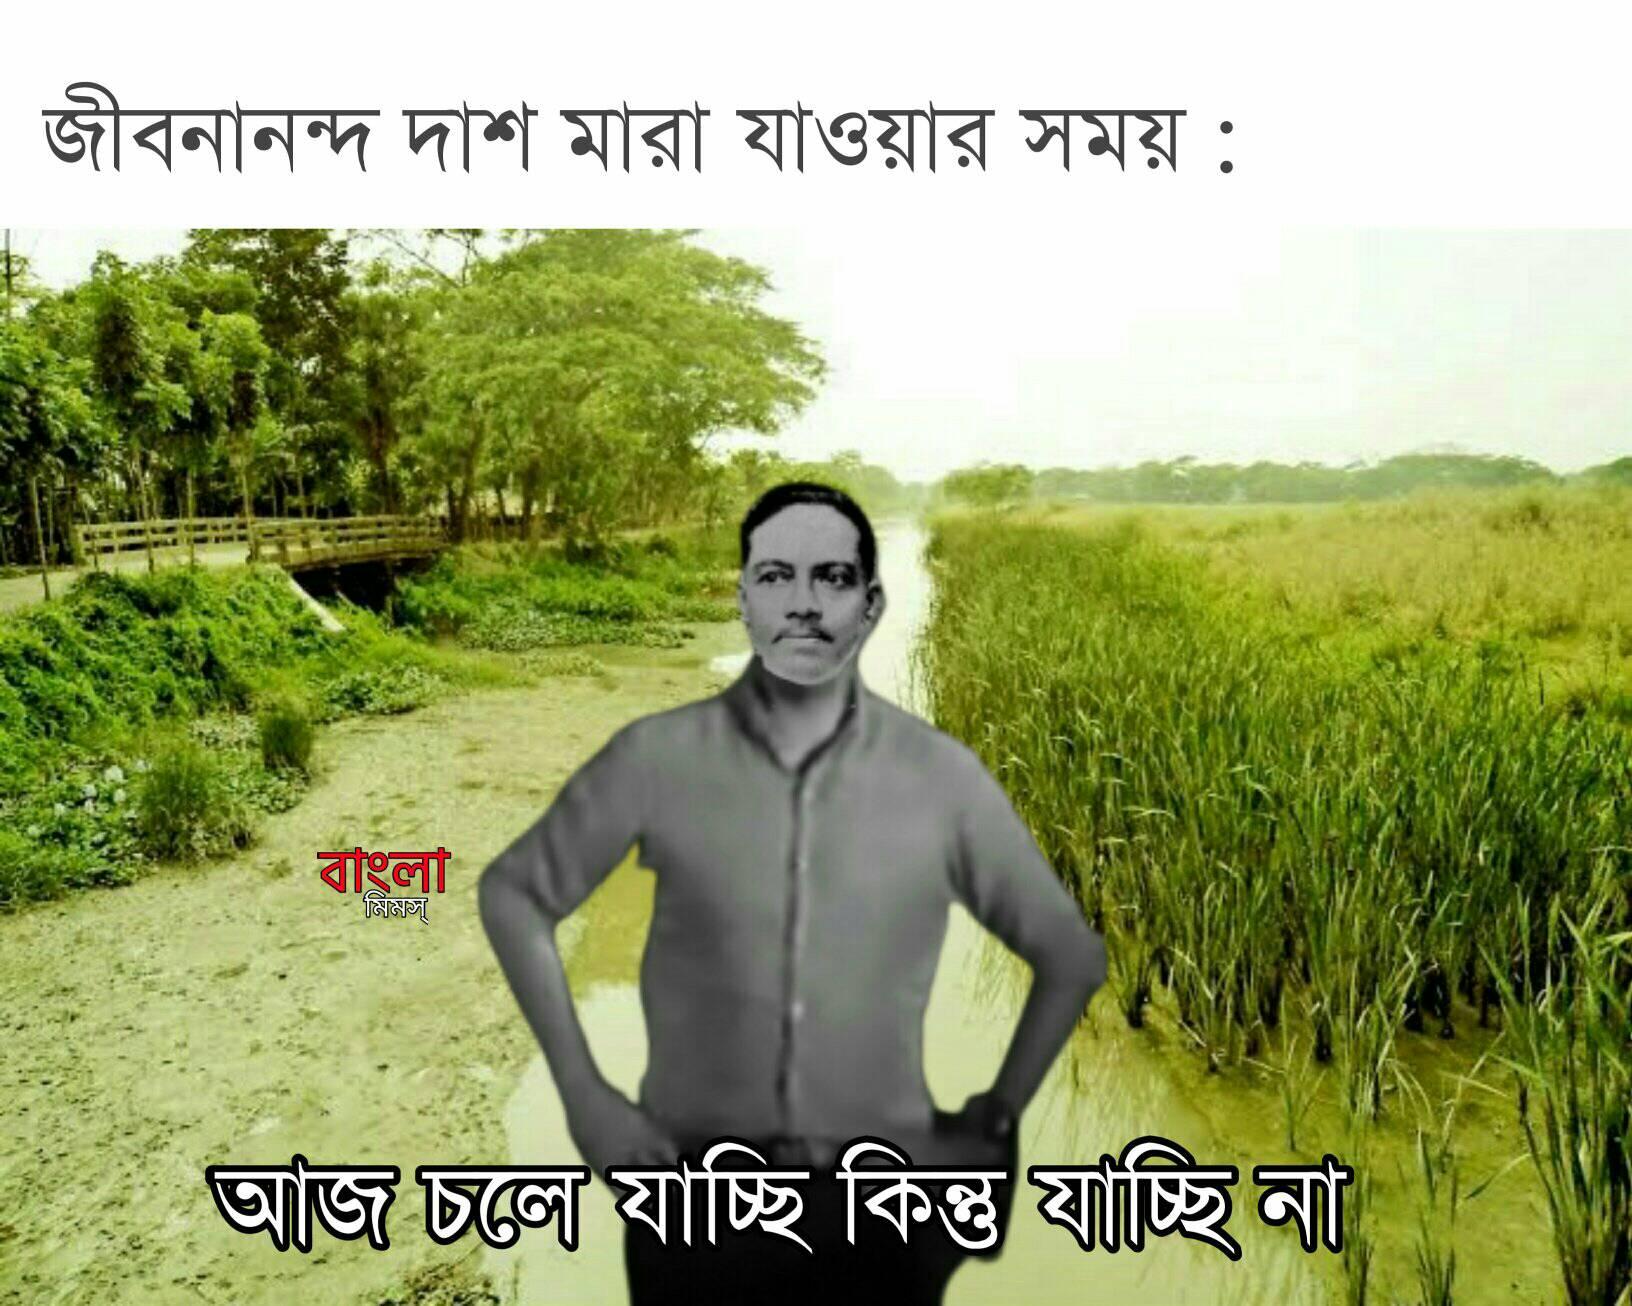 জীবনানন্দ দাশ মারা যাওয়ার সময় :
বাংলা
মিমস্
আজ চলে যাচ্ছি কিন্তু যাচ্ছি না